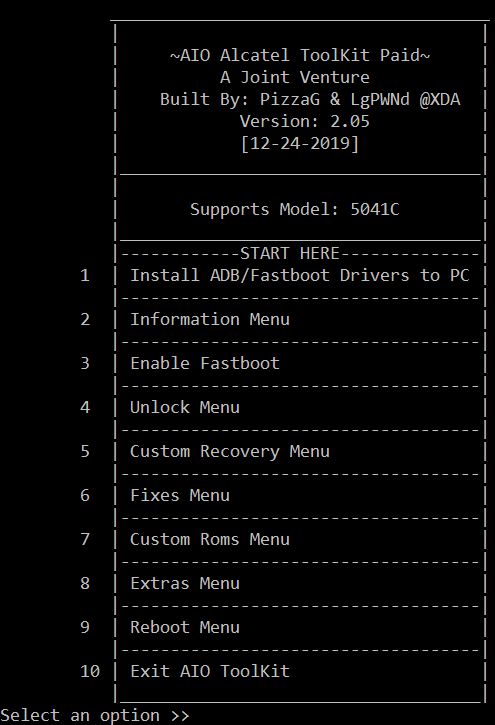 ~AIO Alcatel ToolKit Paid~
A Joint Venture
Built By: PizzaG & LgPWNd @XDA
Version: 2.05
[12-24-2019]
Supports Model: 5041C
------------START HERE--------------
1 | Install ADB/Fastboot Drivers to PC |
2 | Information Menu
3 | Enable Fastboot
4 | Unlock Menu
5 | Custom Recovery Menu
6 | Fixes Menu
7 | Custom Roms Menu
8 | Extras Menu
9 | Reboot Menu
10 | Exit AIO ToolKit
Select an option >>